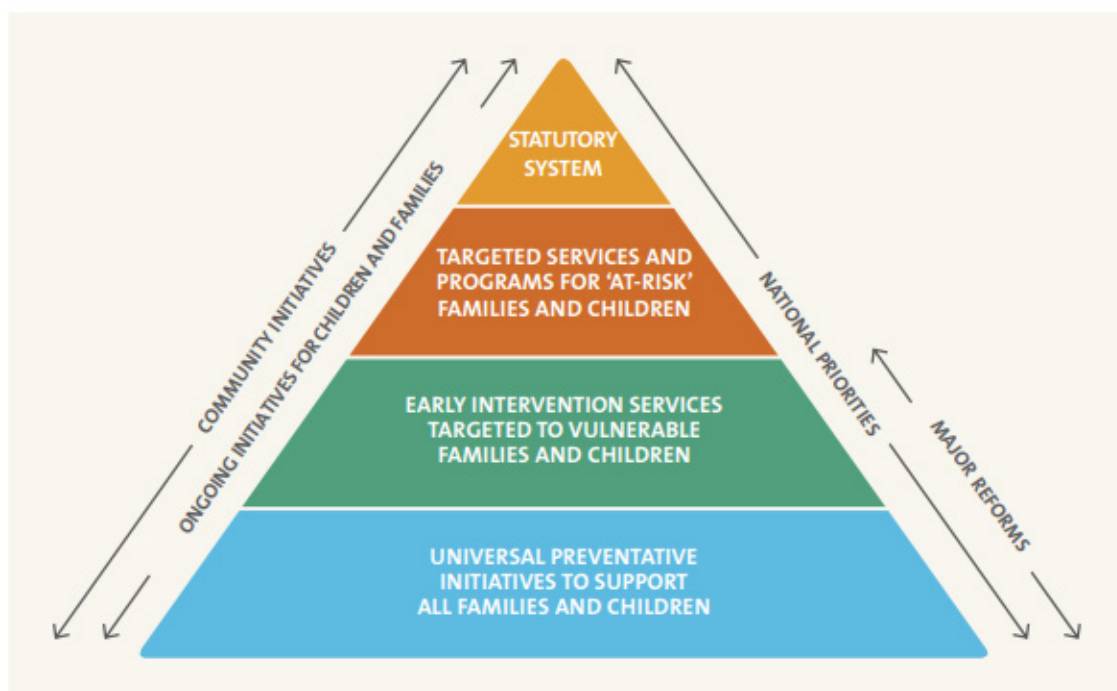 STATUTORY
SYSTEM
TARGETED SERVICES AND
PROGRAMS FOR ‘AT-RISK’
FAMILIES AND CHILDREN
EARLY INTERVENTION SERVICES
TARGETED TO VULNERABLE
FAMILIES AND CHILDREN
UNIVERSAL PREVENTATIVE
INITIATIVES TO SUPPORT
ALL FAMILIES AND CHILDREN
COMMUNITY INITIATIVES
ONGOING INITIATIVES FOR CHILDREN AND FAMILIES
NATIONAL PRIORITIES
MAJOR REFORMS